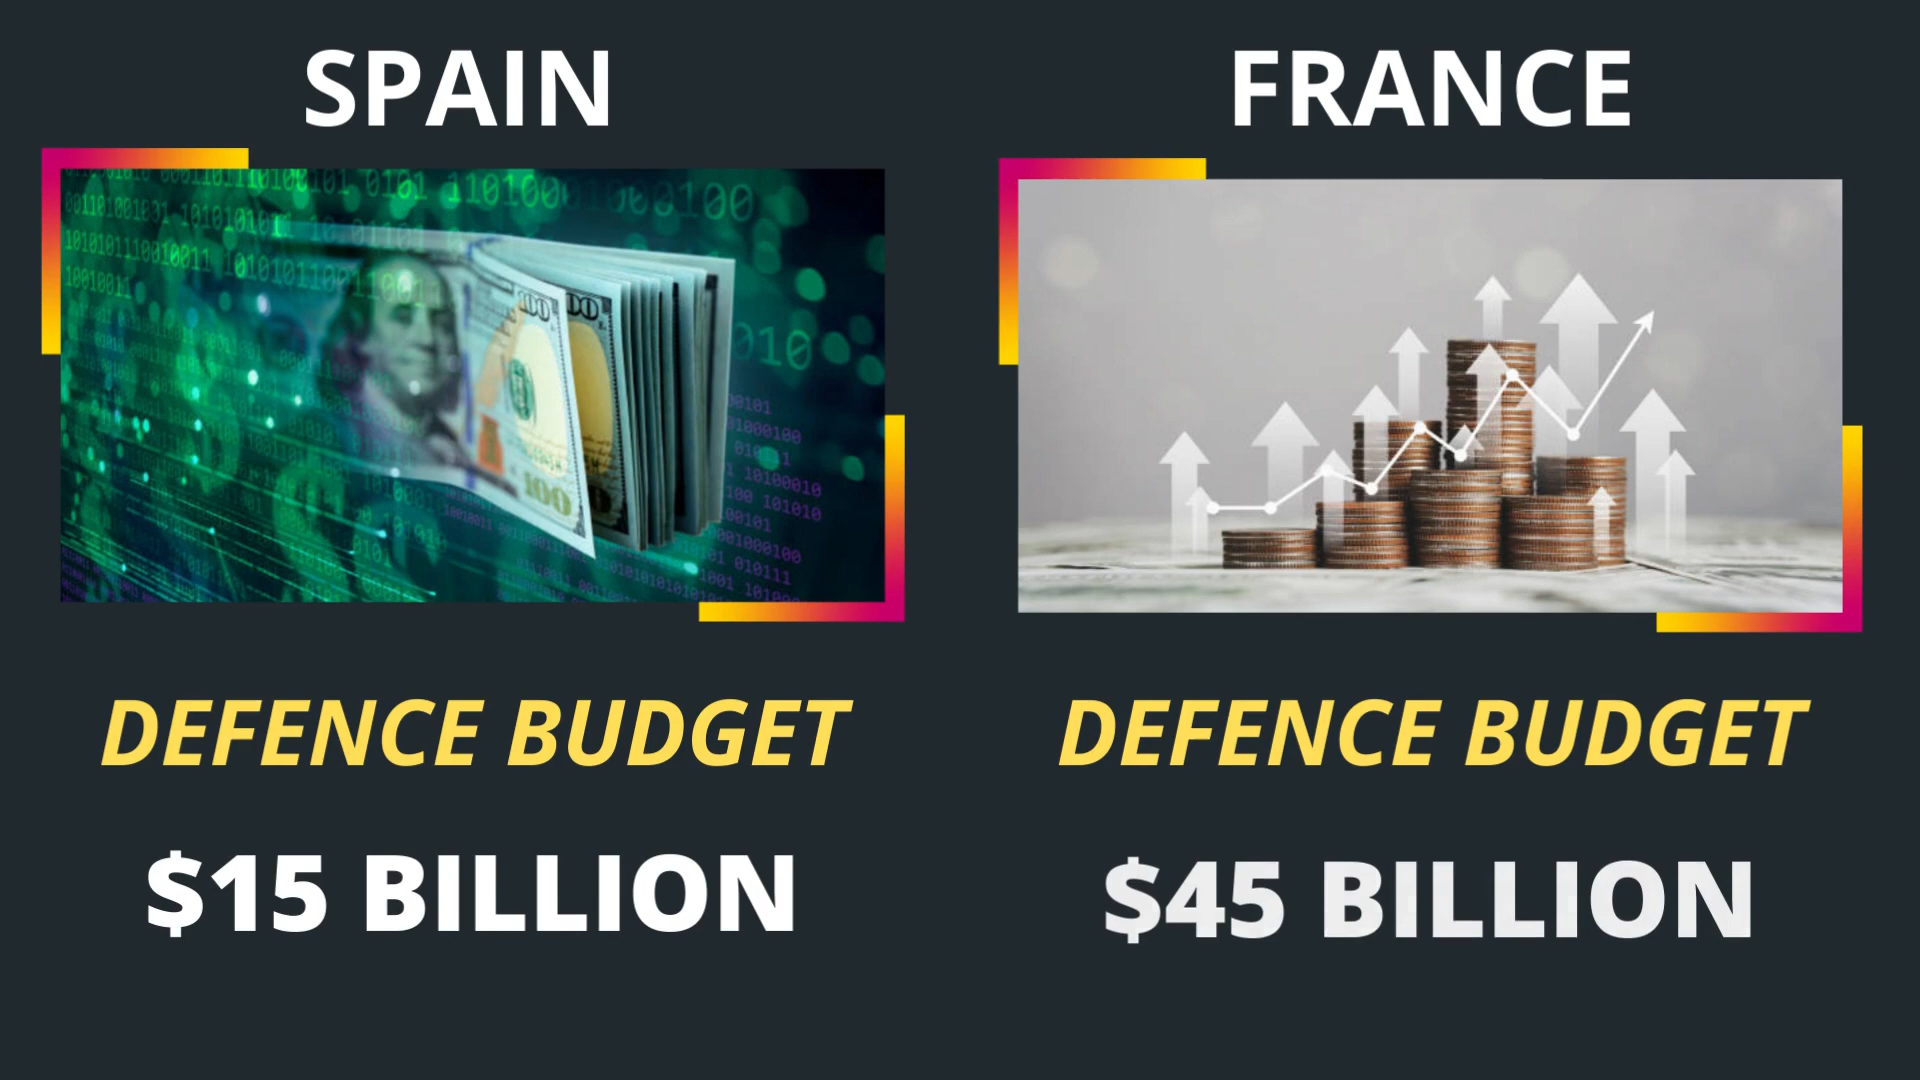 SPAIN
FRANCE
DEFENCE BUDGET
DEFENCE BUDGET
$15 BILLION
$45 BILLION